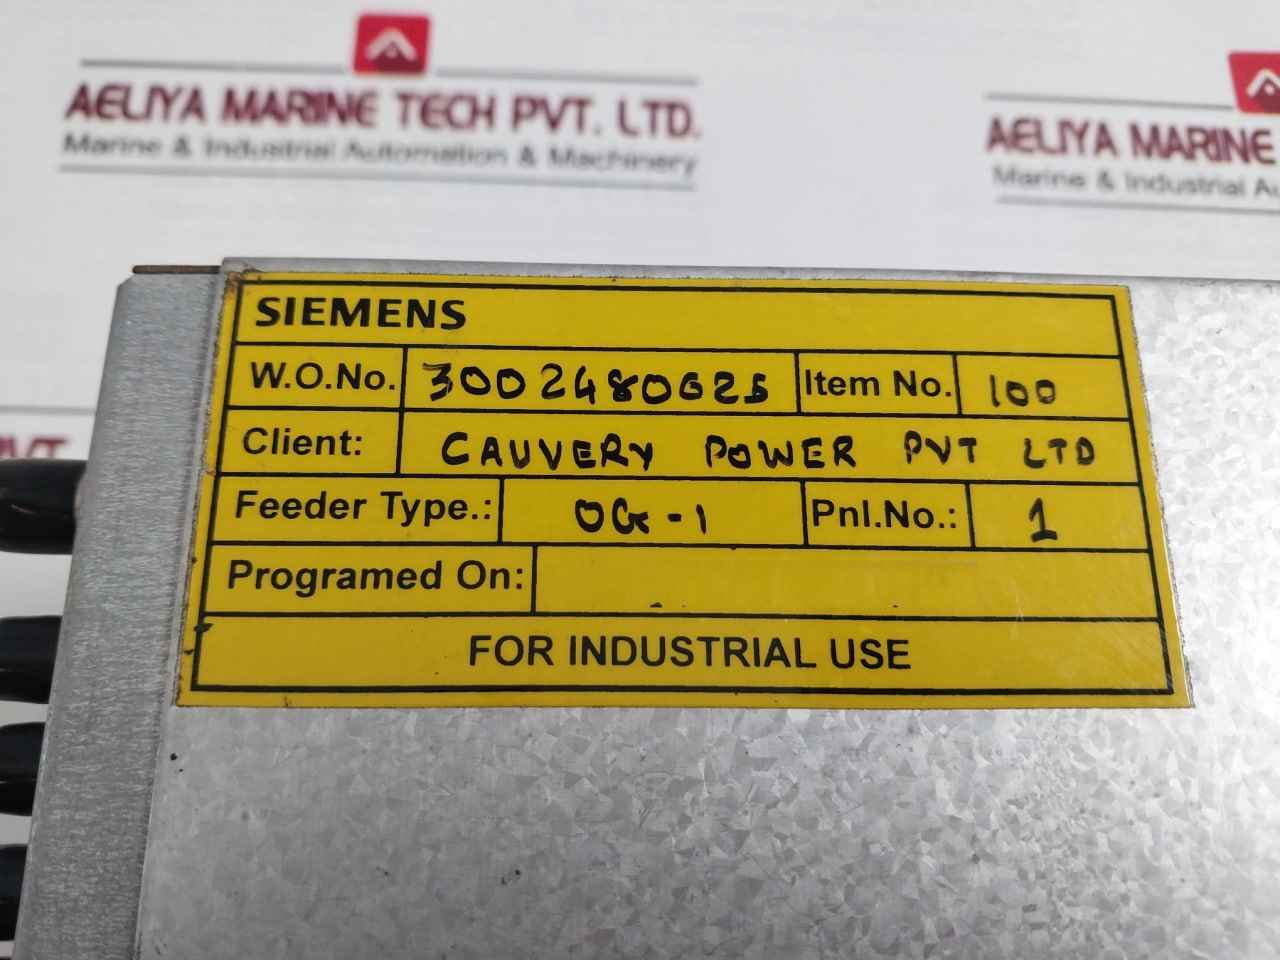 AELIYA MARINE TECH PVT. LTD.
Marine & Industrial Automation & Machinery
AELIYA MARINE
Marine & Industrial Au
PVT
SIEMENS
W.O.No. 3002480625 Item No. 100
Client: CAUVERY POWER PVT LTD
Feeder Type.: OG-1 Pnl.No.: 1
Programed On:
FOR INDUSTRIAL USE